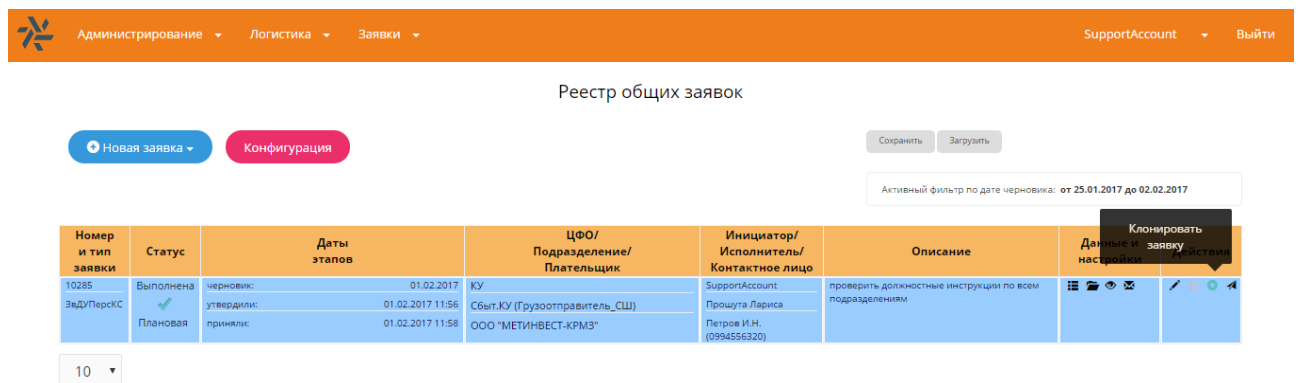 Администрирование Логистика Заявки SupportAccount Выйти
Реестр общих заявок
Новая заявка Конфигурация Сохранить Загрузить
Активный фильтр по дате черновика: от 25.01.2017 до 02.02.2017
Клонировать
заявку
Номер
и тип
заявки
Статус
Даты
этапов
ЦФО/
Подразделение/
Плательщик
Инициатор/
Исполнитель/
Контактное лицо
Описание
Данные и
настройки
Действия
10285
ЗвДУПерсКС
Выполнена
Плановая
черновик: 01.02.2017
утвердили: 01.02.2017 11:56
приняли: 01.02.2017 11:58
КУ
Сбыт.КУ (Грузоотправитель_СШ)
ООО "МЕТИНВЕСТ-КРМЗ"
SupportAccount
Прошута Лариса
Петров И.Н.
(0994556320)
проверить должностные инструкции по всем
подразделениям
10